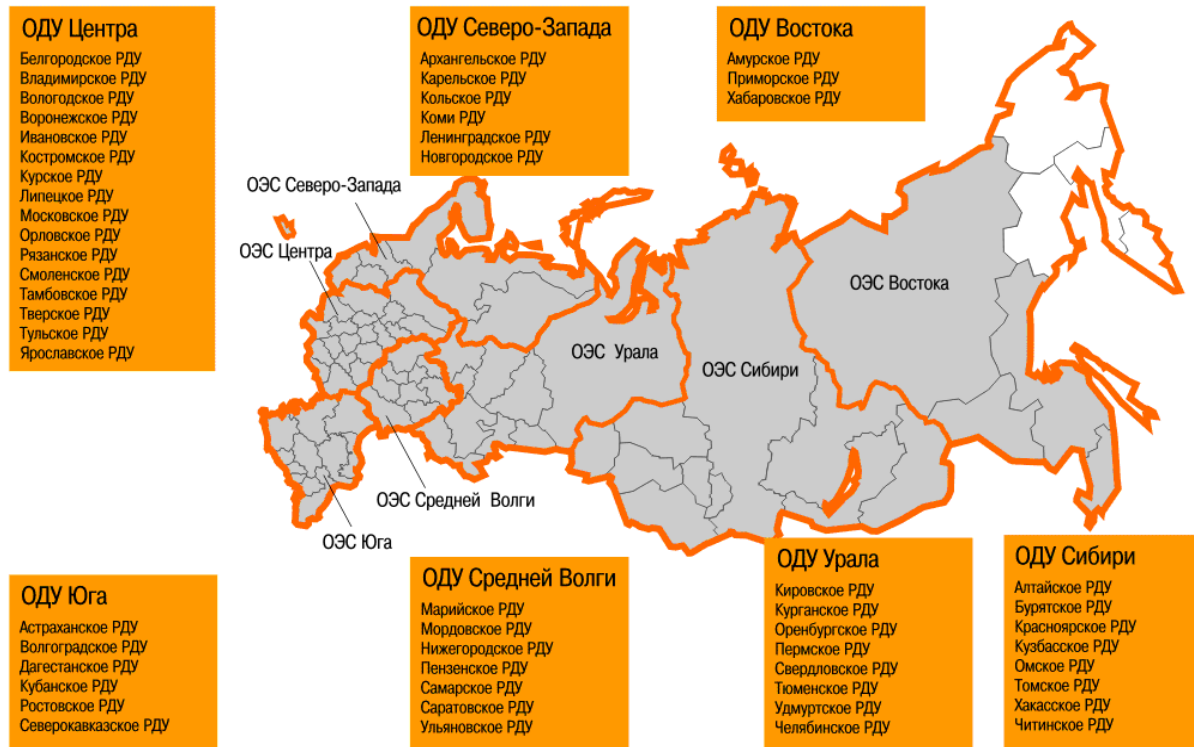 ОДУ Центра
Белгородское РДУ
Владимирское РДУ
Вологодское РДУ
Воронежское РДУ
Ивановское РДУ
Костромское РДУ
Курское РДУ
Липецкое РДУ
Московское РДУ
Орловское РДУ
Рязанское РДУ
Смоленское РДУ
Тамбовское РДУ
Тверское РДУ
Тульское РДУ
Ярославское РДУ
ОДУ Северо-Запада
Архангельское РДУ
Карельское РДУ
Кольское РДУ
Коми РДУ
Ленинградское РДУ
Новгородское РДУ
ОДУ Востока
Амурское РДУ
Приморское РДУ
Хабаровское РДУ
ОЭС Северо-Запада
ОЭС Центра
ОЭС Востока
ОЭС Урала
ОЭС Сибири
ОЭС Средней Волги
ОЭС Юга
ОДУ Юга
Астраханское РДУ
Волгоградское РДУ
Дагестанское РДУ
Кубанское РДУ
Ростовское РДУ
Северокавказское РДУ
ОДУ Средней Волги
Марийское РДУ
Мордовское РДУ
Нижегородское РДУ
Пензенское РДУ
Самарское РДУ
Саратовское РДУ
Ульяновское РДУ
ОДУ Урала
Кировское РДУ
Курганское РДУ
Оренбургское РДУ
Пермское РДУ
Свердловское РДУ
Тюменское РДУ
Удмуртское РДУ
Челябинское РДУ
ОДУ Сибири
Алтайское РДУ
Бурятское РДУ
Красноярское РДУ
Кузбасское РДУ
Омское РДУ
Томское РДУ
Хакасское РДУ
Читинское РДУ